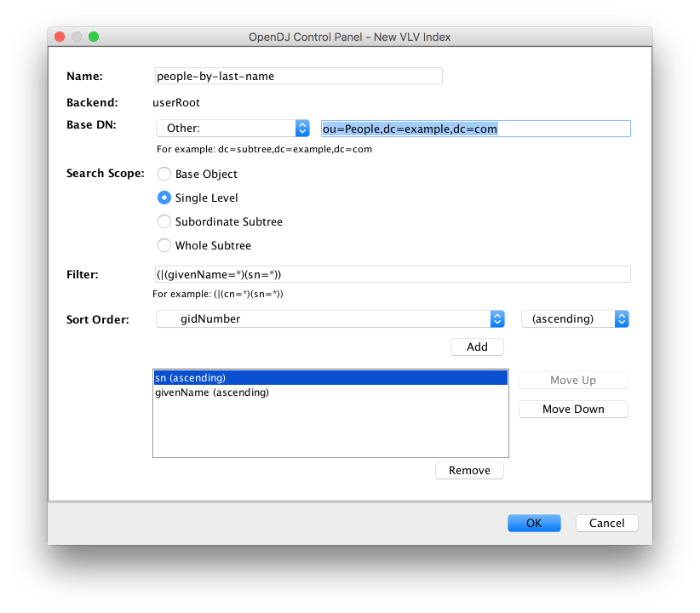 OpenDJ Control Panel - New VLV Index
Name: people-by-last-name
Backend: userRoot
Base DN: Other: ou=People,dc=example,dc=com
For example: dc=subtree,dc=example,dc=com
Search Scope: Base Object
Single Level
Subordinate Subtree
Whole Subtree
Filter: (|(givenName=*)(sn=*))
For example: (|(cn=*)(sn=*))
Sort Order: gidNumber (ascending)
Add
sn (ascending) Move Up
givenName (ascending)
Move Down
Remove
OK Cancel